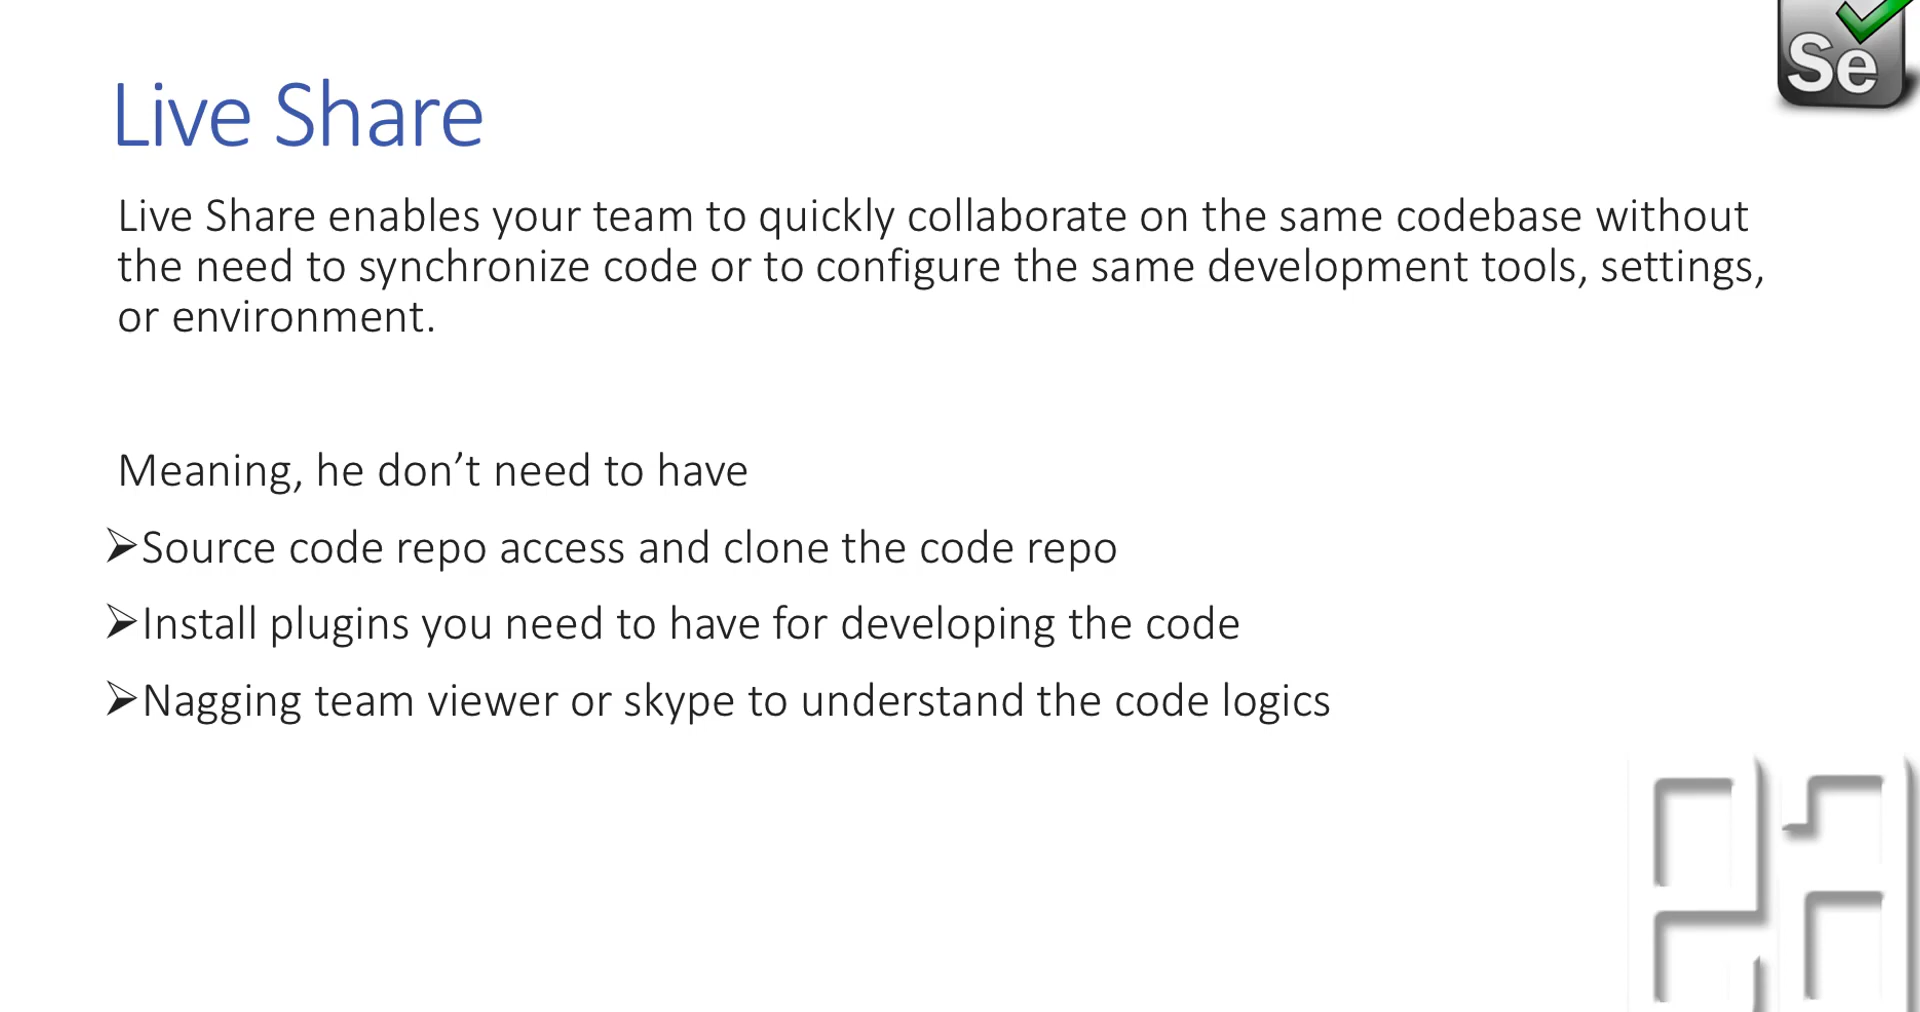 Se
Live Share
Live Share enables your team to quickly collaborate on the same codebase without
the need to synchronize code or to configure the same development tools, settings,
or environment.
Meaning, he don’t need to have
➢Source code repo access and clone the code repo
➢Install plugins you need to have for developing the code
➢Nagging team viewer or skype to understand the code logics